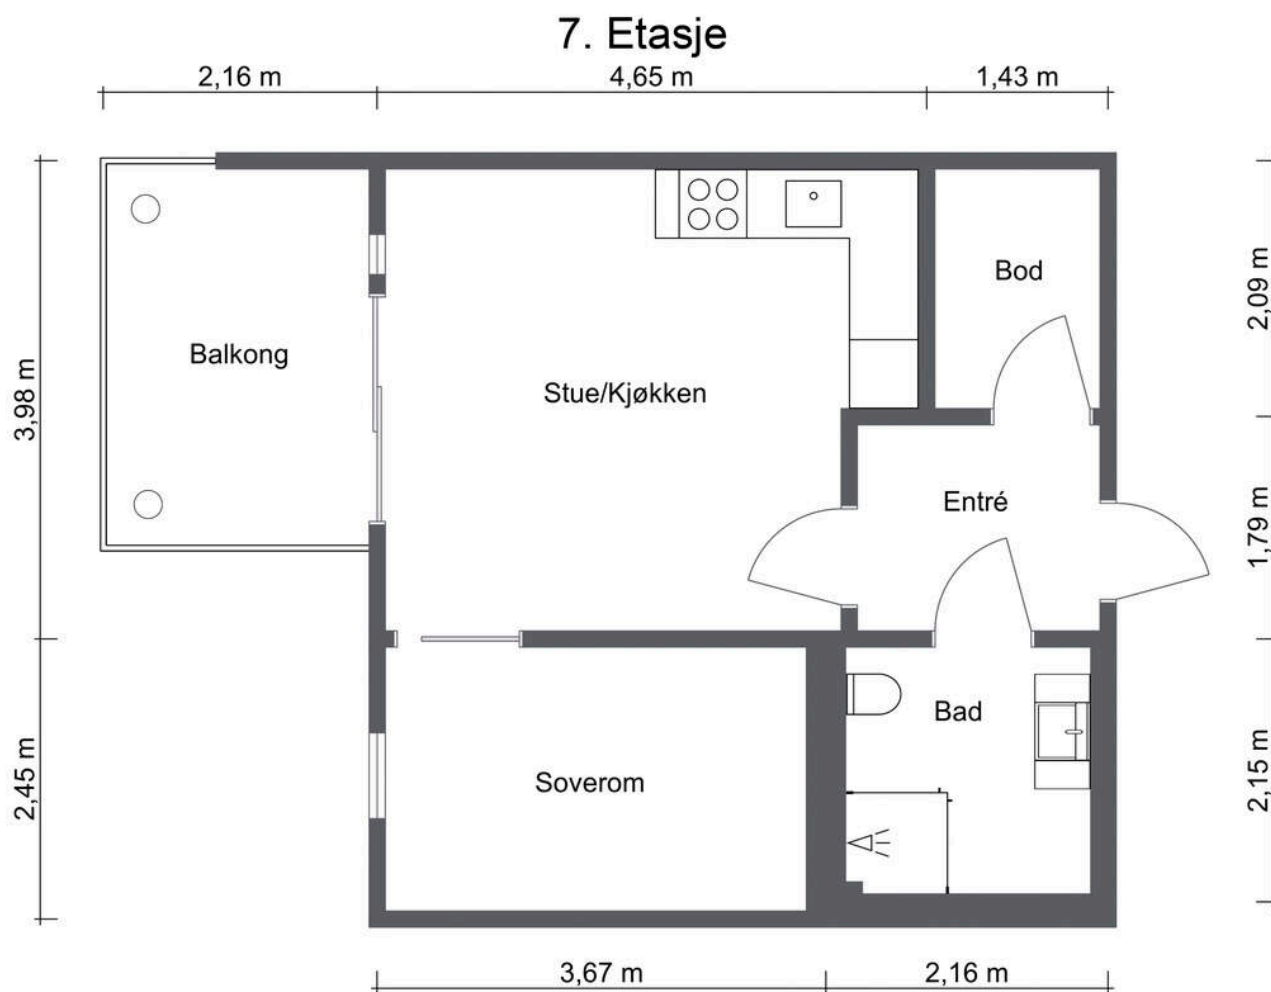 7. Etasje
2,16 m
4,65 m
1,43 m
2,09 m
Bod
Balkong
3,98 m
Stue/Kjøkken
Entré
1,79 m
Bad
2,15 m
2,45 m
Soverom
3,67 m
2,16 m